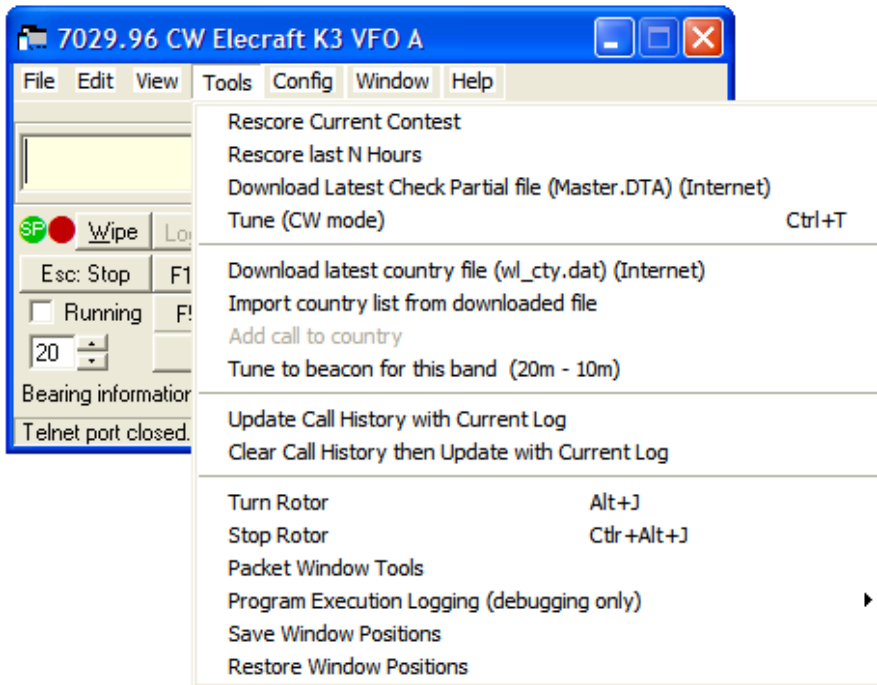 7029.96 CW Elecraft K3 VFO A
File Edit View Tools Config Window Help
Rescore Current Contest
Rescore last N Hours
Download Latest Check Partial file (Master.DTA) (Internet)
Tune (CW mode) Ctrl+T
Download latest country file (wl_cty.dat) (Internet)
Import country list from downloaded file
Add call to country
Tune to beacon for this band (20m - 10m)
Update Call History with Current Log
Clear Call History then Update with Current Log
Turn Rotor Alt+J
Stop Rotor Ctlr+Alt+J
Packet Window Tools
Program Execution Logging (debugging only)
Save Window Positions
Restore Window Positions
SP Wipe
Esc: Stop F1
Running
20
Bearing information
Telnet port closed.